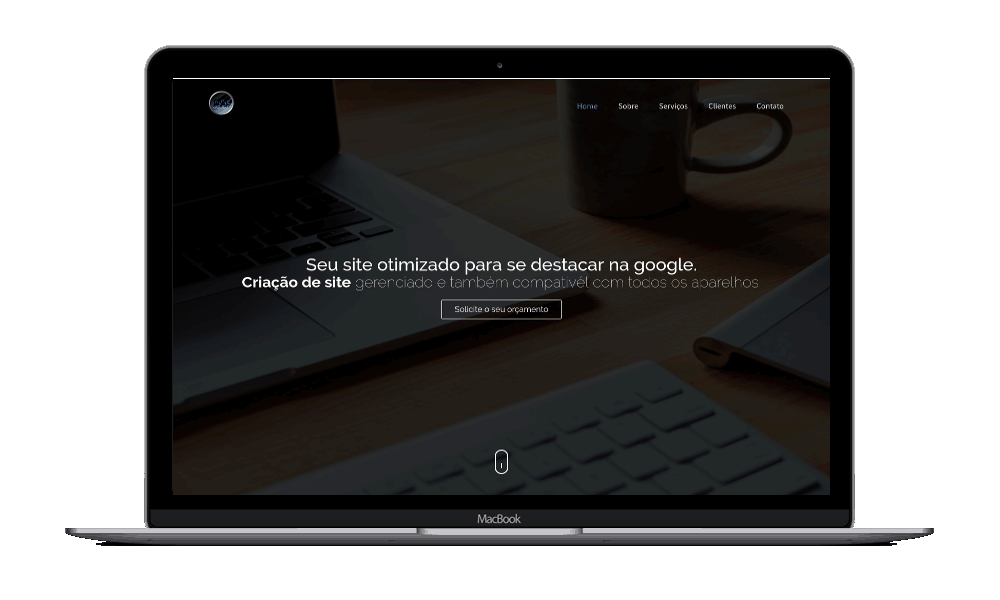 Home Sobre Serviços Clientes Contato
Seu site otimizado para se destacar na google.
Criação de site gerenciado e também compativél com todos os aparelhos
Solicite o seu orçamento
MacBook